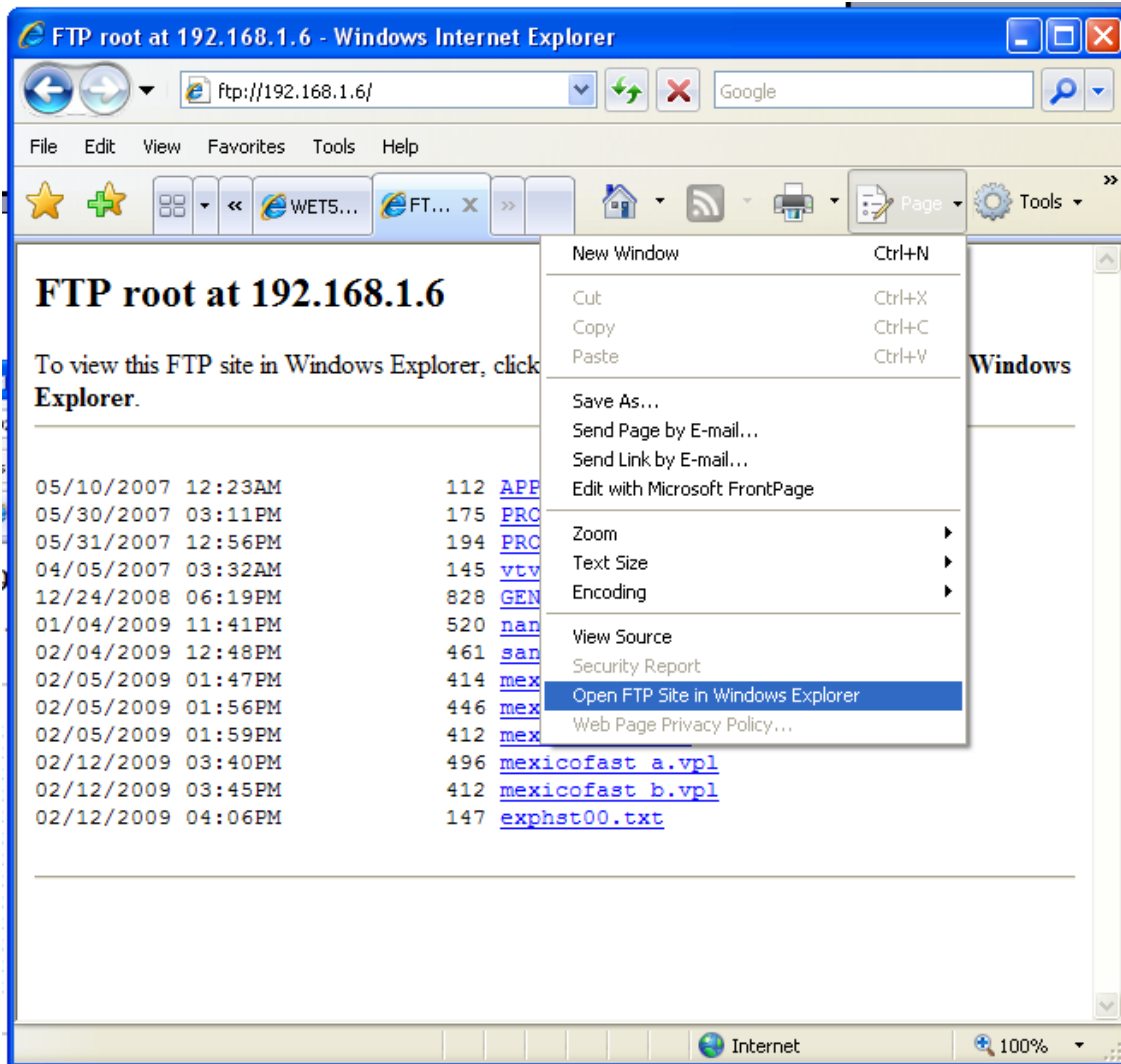 FTP root at 192.168.1.6 - Windows Internet Explorer
ftp://192.168.1.6/
Google
File Edit View Favorites Tools Help
WET5... FT... Page Tools
New Window Ctrl+N
Cut Ctrl+X
Copy Ctrl+C
Paste Ctrl+V
Save As...
Send Page by E-mail...
Send Link by E-mail...
Edit with Microsoft FrontPage
Zoom
Text Size
Encoding
View Source
Security Report
Open FTP Site in Windows Explorer
Web Page Privacy Policy...
FTP root at 192.168.1.6
To view this FTP site in Windows Explorer, click Windows
Explorer.
05/10/2007 12:23AM 112 APP
05/30/2007 03:11PM 175 PRO
05/31/2007 12:56PM 194 PRO
04/05/2007 03:32AM 145 vtv
12/24/2008 06:19PM 828 GEN
01/04/2009 11:41PM 520 nan
02/04/2009 12:48PM 461 san
02/05/2009 01:47PM 414 mex
02/05/2009 01:56PM 446 mex
02/05/2009 01:59PM 412 mex
02/12/2009 03:40PM 496 mexicofast_a.vpl
02/12/2009 03:45PM 412 mexicofast_b.vpl
02/12/2009 04:06PM 147 exphst00.txt
Internet 100%